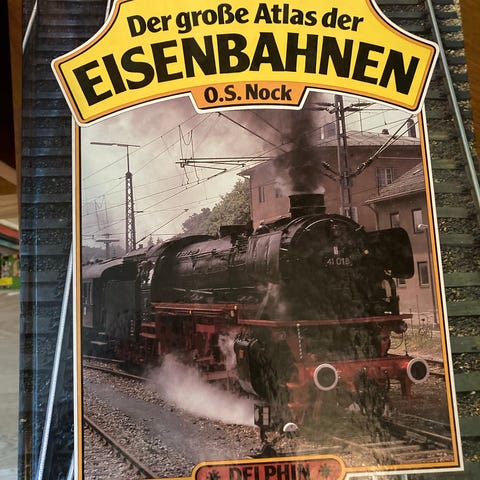 Der große Atlas der
EISENBAHNEN
O.S. Nock
41 018
* DELPHIN *